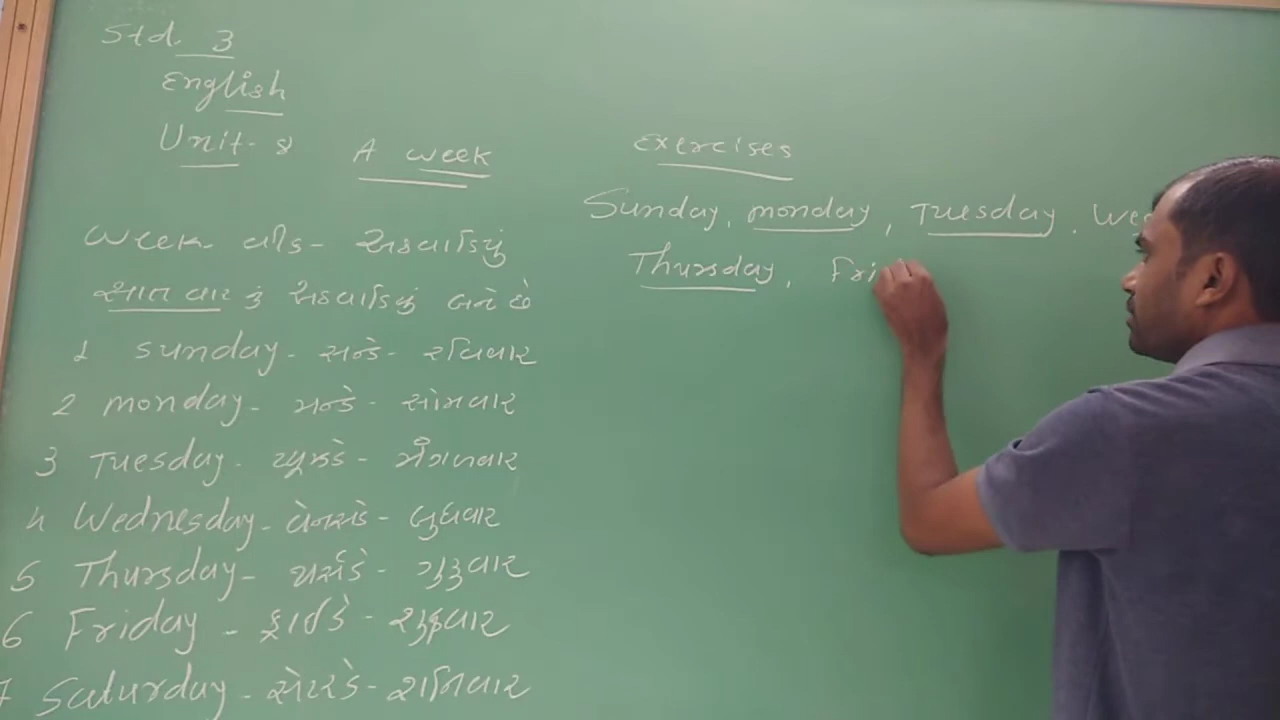 Std. 3
English
Unit - 8
A week
week - વીક - અઠવાડિયું
સાત વાર નું અઠવાડિયું બને છે
1 Sunday - સન્ડે - રવિવાર
2 monday - મન્ડે - સોમવાર
3 Tuesday - ટ્યુઝડે - મંગળવાર
4 Wednesday - વેનસડે - બુધવાર
5 Thursday - થર્સડે - ગુરુવાર
6 Friday - ફ્રાઈડે - શુક્રવાર
7 Saturday - સેટરડે - શનિવાર
Exercises
Sunday, monday, Tuesday, We
Thursday, Fri